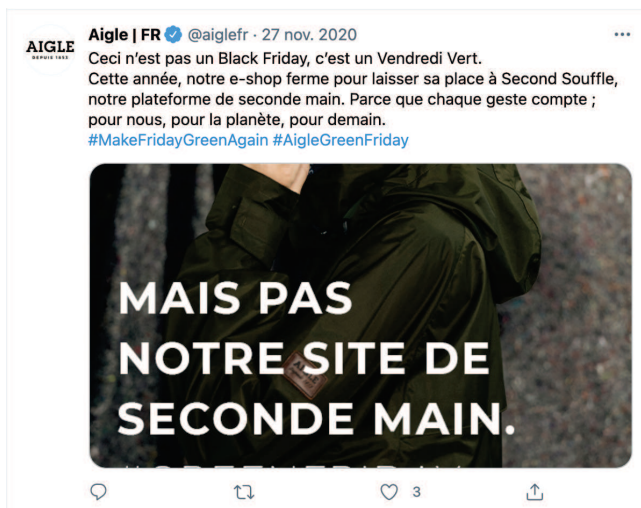 AIGLE
DEPUIS 1853
Aigle | FR @aiglefr · 27 nov. 2020
Ceci n'est pas un Black Friday, c'est un Vendredi Vert.
Cette année, notre e-shop ferme pour laisser sa place à Second Souffle,
notre plateforme de seconde main. Parce que chaque geste compte ;
pour nous, pour la planète, pour demain.
#MakeFridayGreenAgain #AigleGreenFriday
MAIS PAS
NOTRE SITE DE
AIGLE
SECONDE MAIN.
3